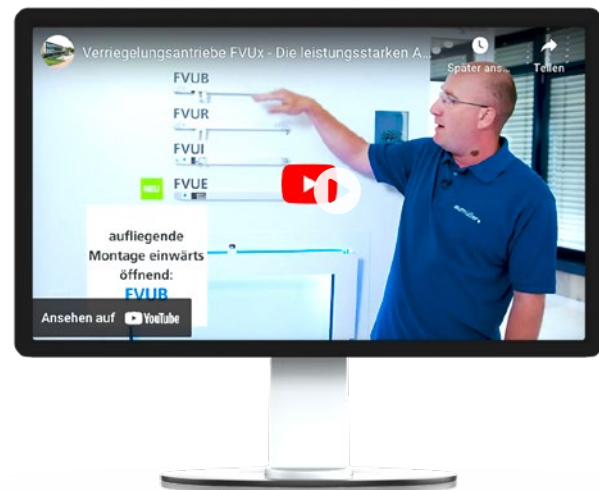 Verriegelungsantriebe FVUx - Die leistungsstarken A...
Später ans...
Teilen
FVUB
FVUR
FVUI
NEU FVUE
aufliegende
Montage einwärts
öffnend:
FVUB
Ansehen auf YouTube
aumüller